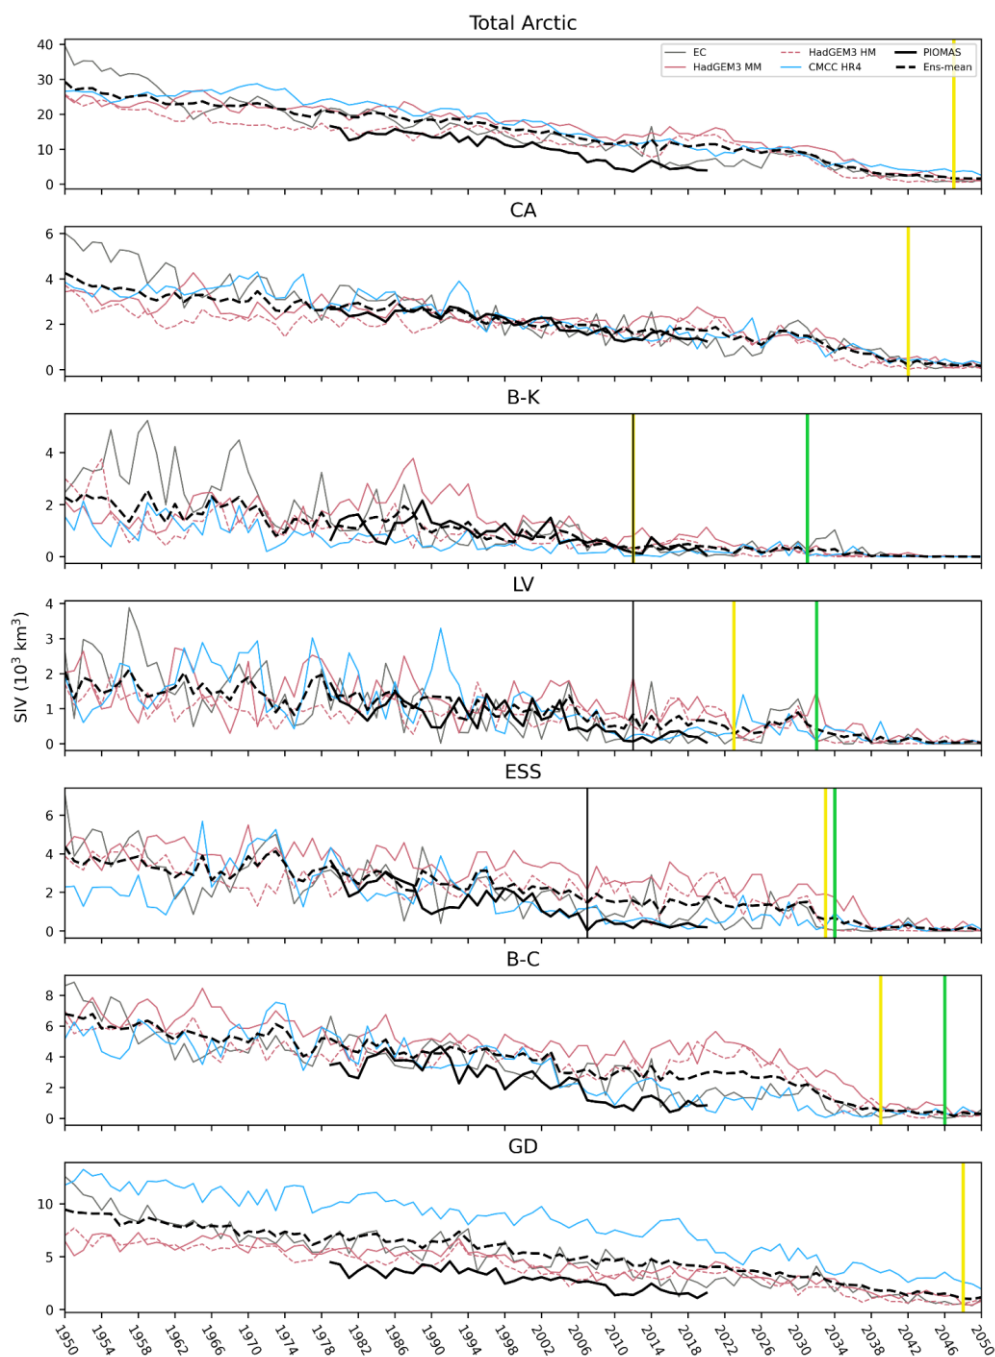 Total Arctic
40
30
20
10
0
EC
HadGEM3 MM
HadGEM3 HM
CMCC HR4
PIOMAS
Ens-mean
CA
6
4
2
0
B-K
4
2
0
LV
4
3
2
1
0
SIV (10³ km³)
ESS
6
4
2
0
B-C
8
6
4
2
0
GD
10
5
0
1950 1954 1958 1962 1966 1970 1974 1978 1982 1986 1990 1994 1998 2002 2006 2010 2014 2018 2022 2026 2030 2034 2038 2042 2046 2050